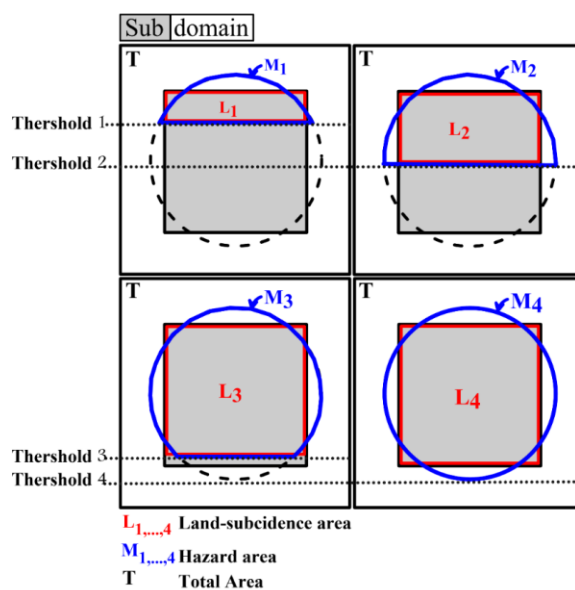 Sub domain
T M1
T M2
L1
Thershold 1
L2
Thershold 2
T M3
T M4
L3
L4
Thershold 3
Thershold 4
L1,...,4 Land-subcidence area
M1,...,4 Hazard area
T Total Area